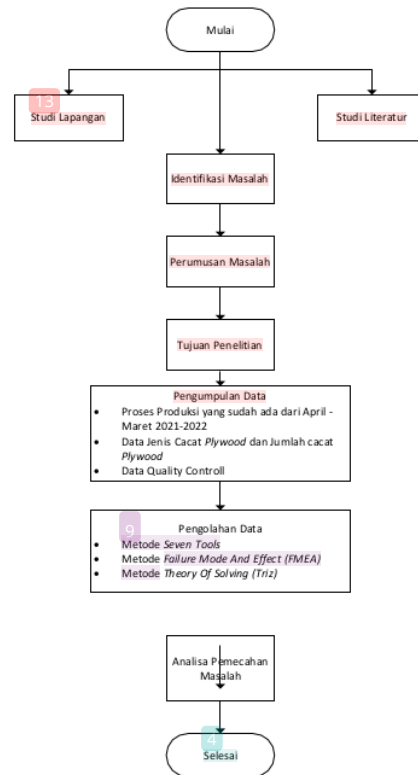 Mulai
13
Studi Lapangan
Studi Literatur
Identifikasi Masalah
Perumusan Masalah
Tujuan Penelitian
Pengumpulan Data
• Proses Produksi yang sudah ada dari April -
Maret 2021-2022
• Data Jenis Cacat Plywood dan Jumlah cacat
Plywood
• Data Quality Controll
9
Pengolahan Data
• Metode Seven Tools
• Metode Failure Mode And Effect (FMEA)
• Metode Theory Of Solving (Triz)
Analisa Pemecahan
Masalah
4
Selesai